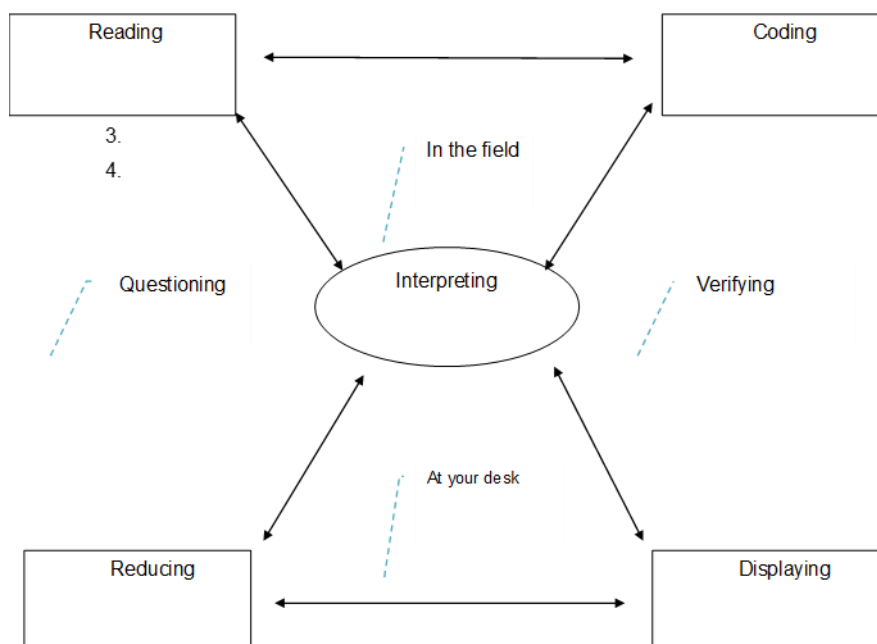 Reading
Coding
3.
4.
In the field
Questioning
Interpreting
Verifying
At your desk
Reducing
Displaying